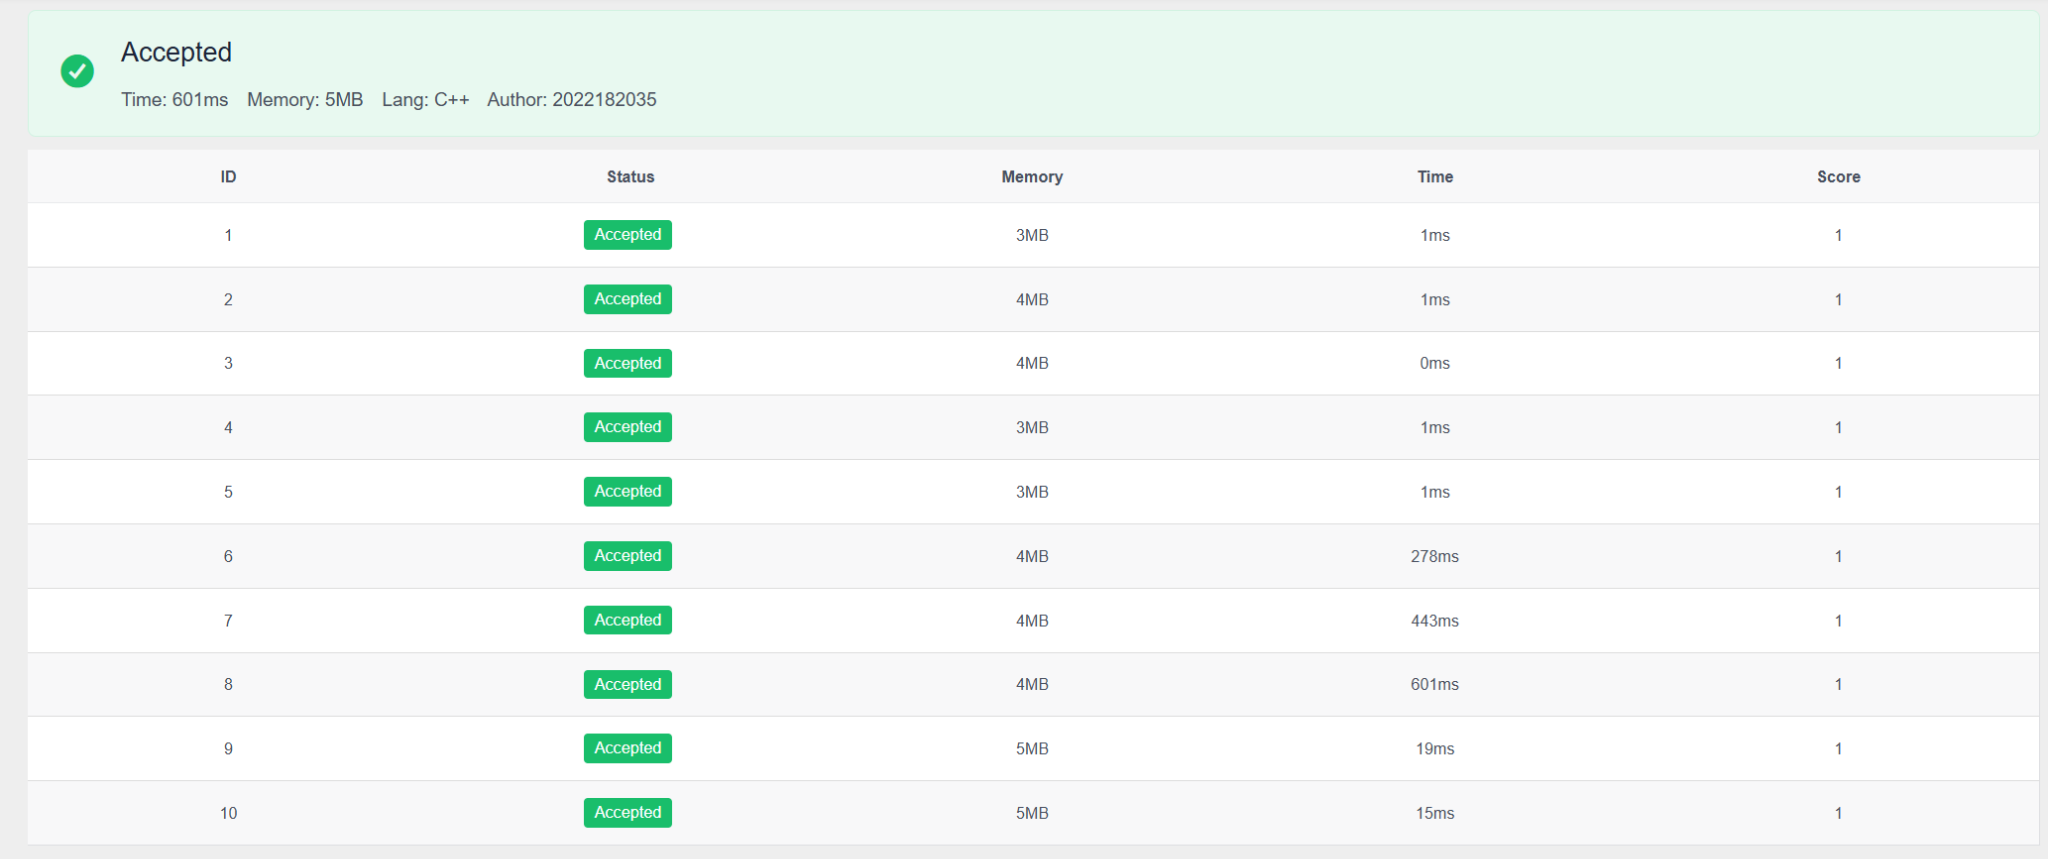 Accepted
Time: 601ms Memory: 5MB Lang: C++ Author: 2022182035
ID Status Memory Time Score
1 Accepted 3MB 1ms 1
2 Accepted 4MB 1ms 1
3 Accepted 4MB 0ms 1
4 Accepted 3MB 1ms 1
5 Accepted 3MB 1ms 1
6 Accepted 4MB 278ms 1
7 Accepted 4MB 443ms 1
8 Accepted 4MB 601ms 1
9 Accepted 5MB 19ms 1
10 Accepted 5MB 15ms 1